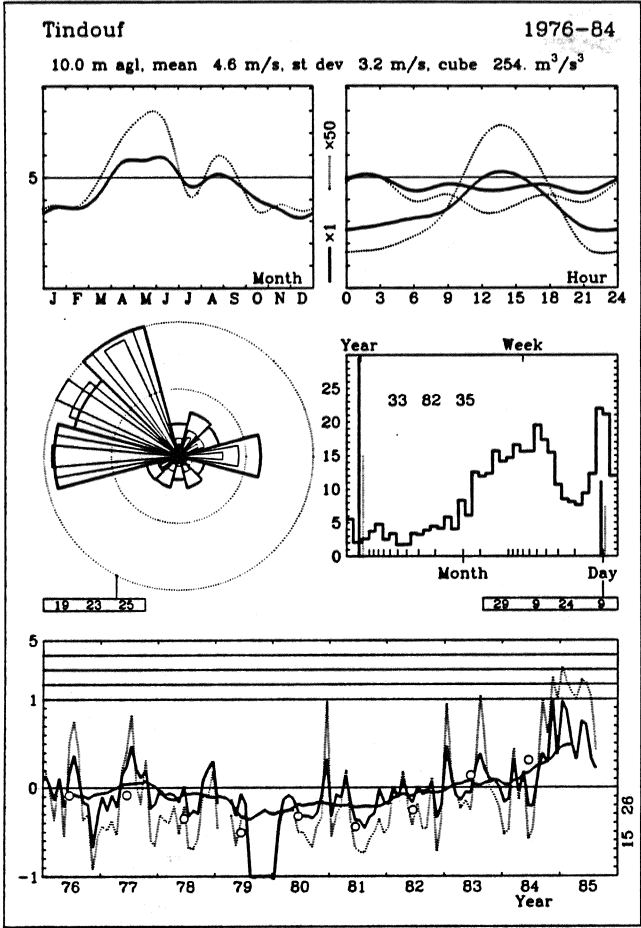 Tindouf 1976-84
10.0 m agl, mean 4.6 m/s, st dev 3.2 m/s, cube 254. m³/s³
5
Month
J F M A M J J A S O N D
×1 ×50
Hour
0 3 6 9 12 15 18 21 24
Year Week
25
20
15
10
5
0
33 82 35
Month Day
19 23 25
29 9 24 9
5
1
0
-1
76 77 78 79 80 81 82 83 84 85
Year
15 26